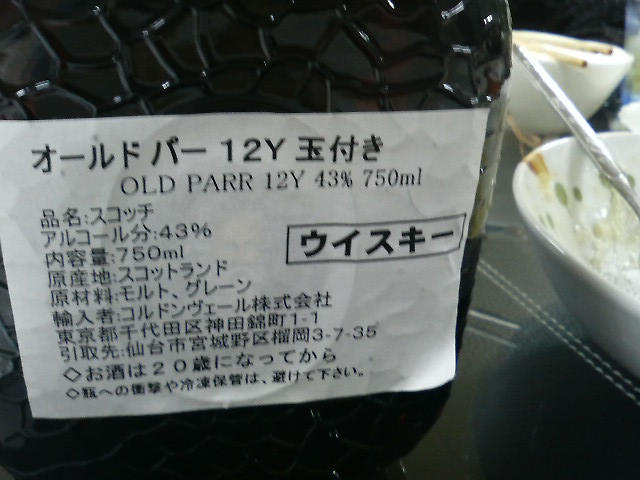 オールドパー 12Y 玉付き
OLD PARR 12Y 43% 750ml
品名:スコッチ
アルコール分:43%
内容量:750ml
ウイスキー
原産地:スコットランド
原材料:モルト、グレーン
輸入者:コルドンヴェール株式会社
東京都千代田区神田錦町1-1
引取先:仙台市宮城野区榴岡3-7-35
◇お酒は20歳になってから
◇瓶への衝撃や冷凍保管は、避けて下さい。